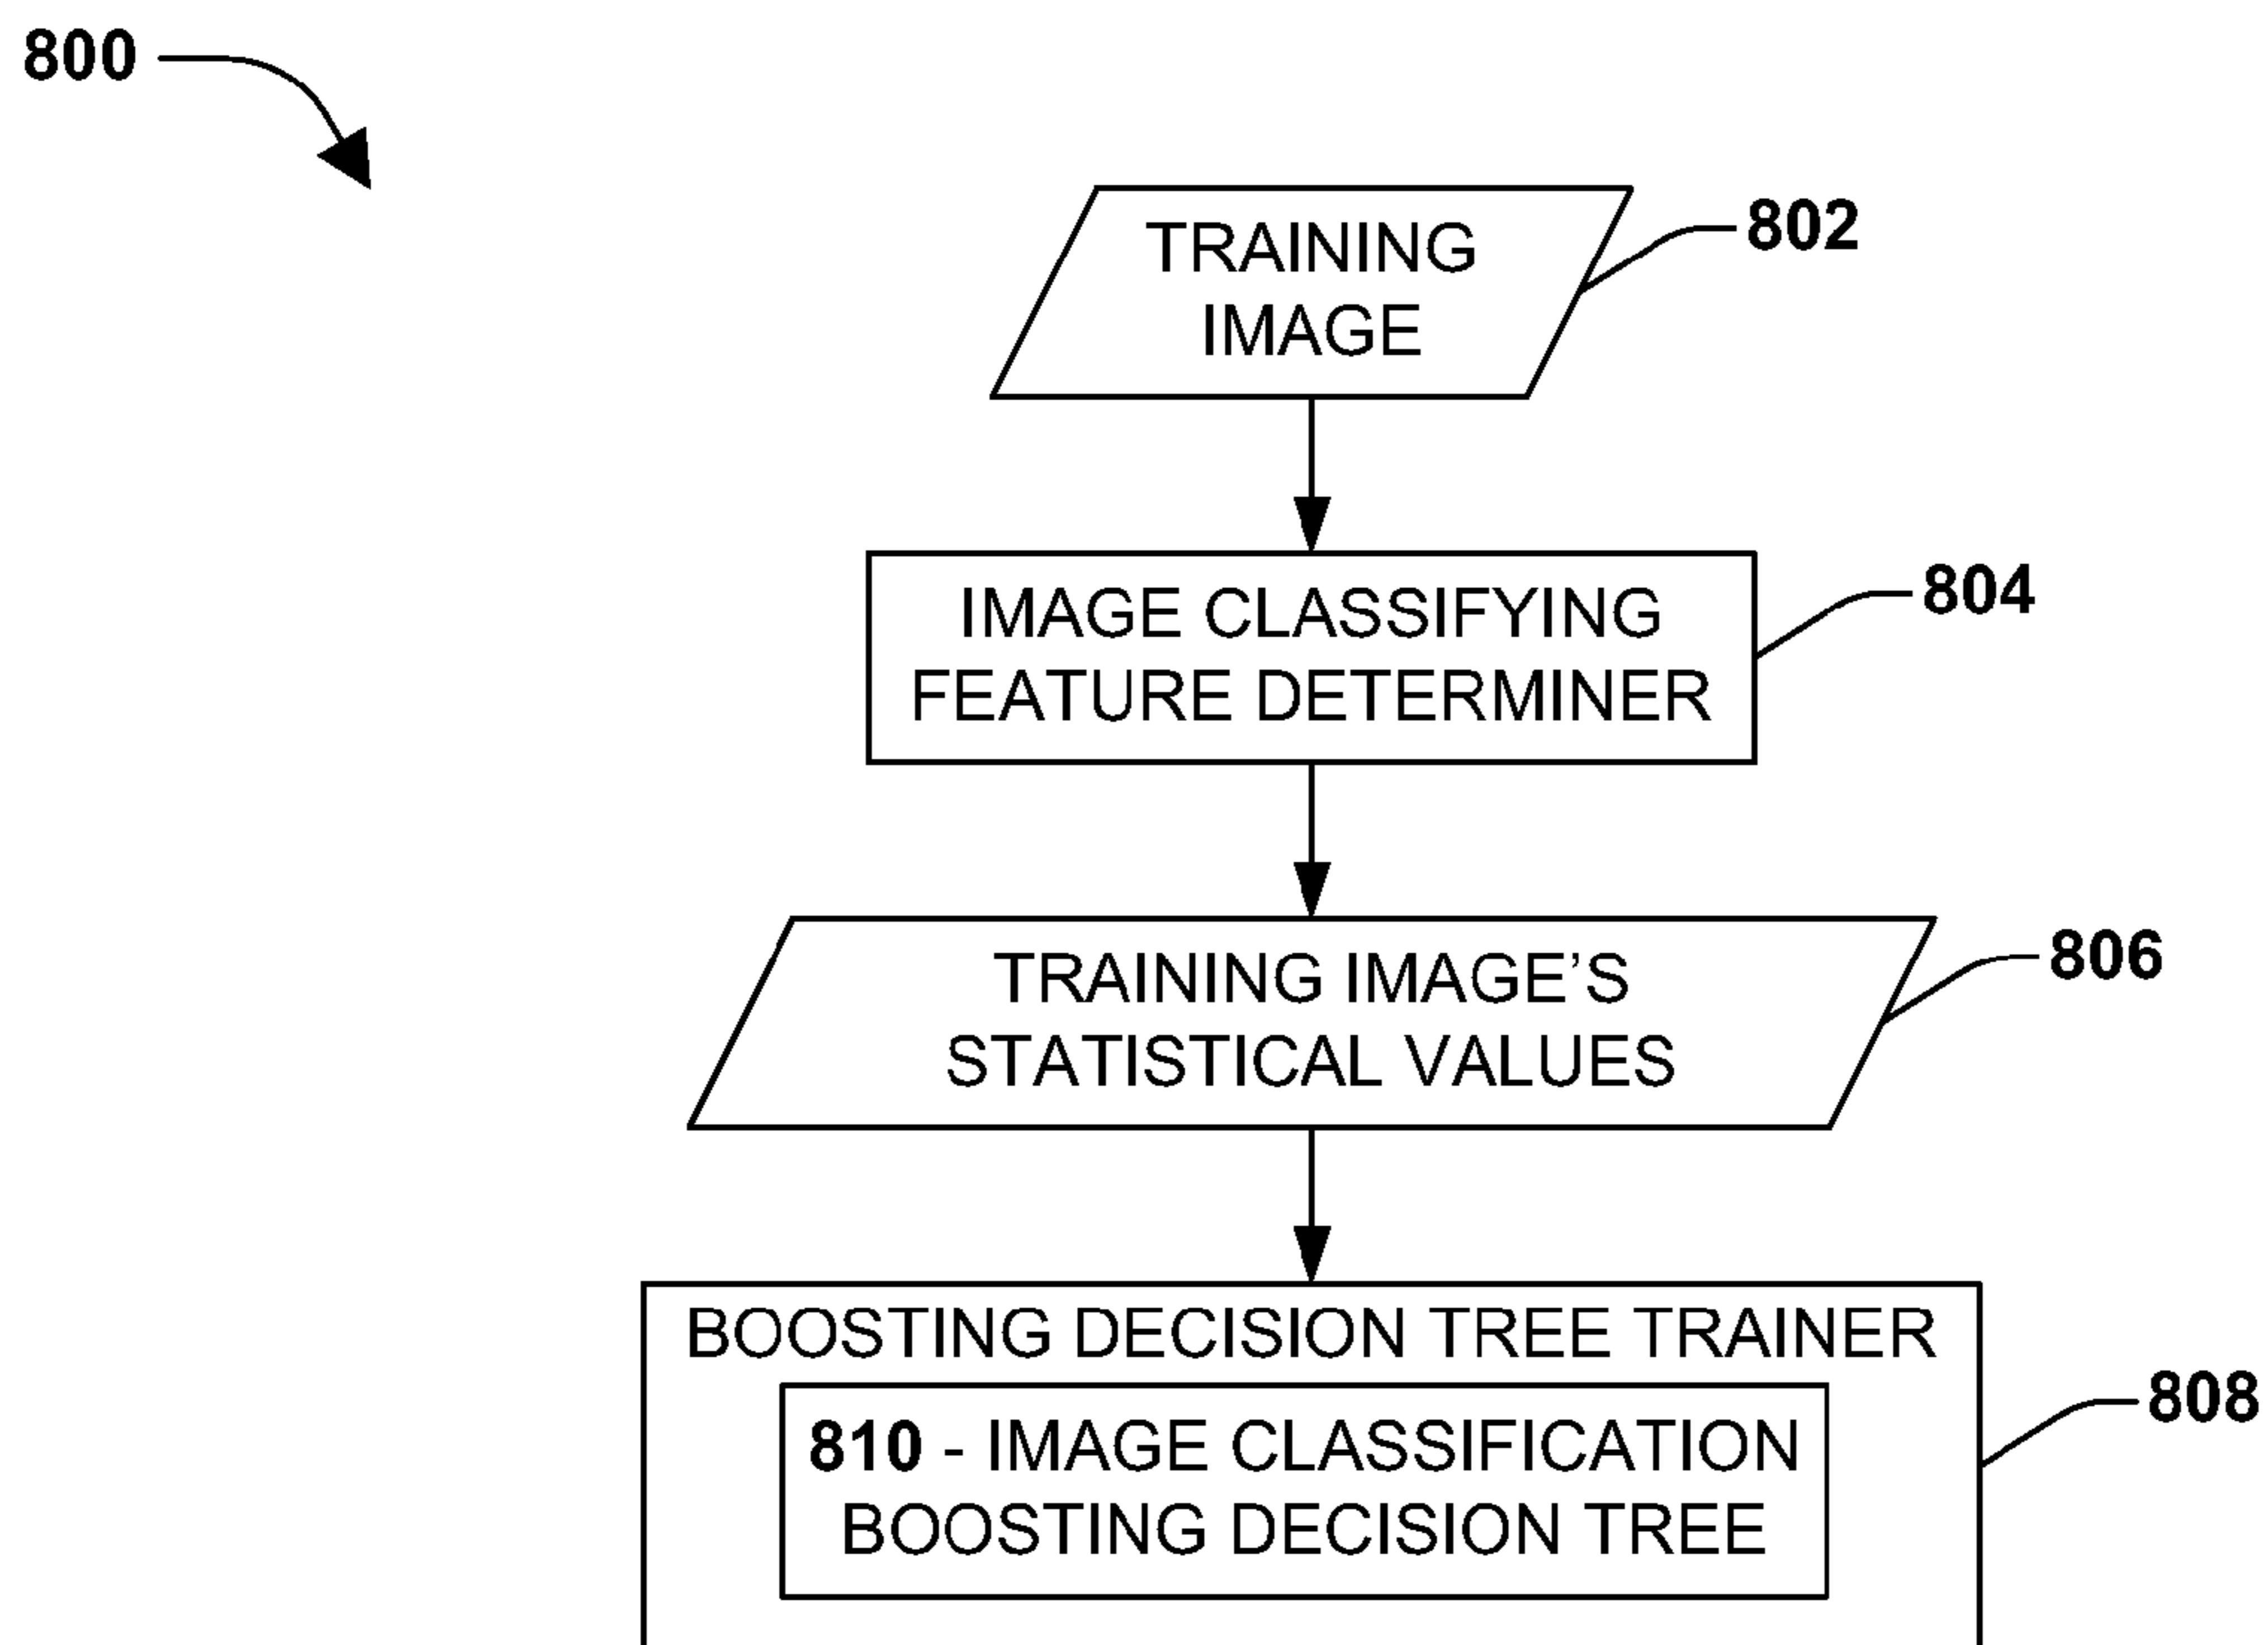 800
TRAINING
IMAGE
802
IMAGE CLASSIFYING
FEATURE DETERMINER
804
TRAINING IMAGE’S
STATISTICAL VALUES
806
BOOSTING DECISION TREE TRAINER
808
810 - IMAGE CLASSIFICATION
BOOSTING DECISION TREE